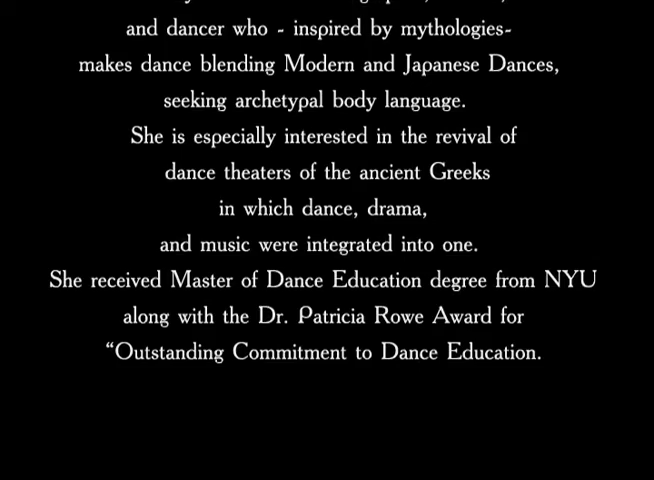 and dancer who - inspired by mythologies-
makes dance blending Modern and Japanese Dances,
seeking archetypal body language.
She is especially interested in the revival of
dance theaters of the ancient Greeks
in which dance, drama,
and music were integrated into one.
She received Master of Dance Education degree from NYU
along with the Dr. Patricia Rowe Award for
“Outstanding Commitment to Dance Education.